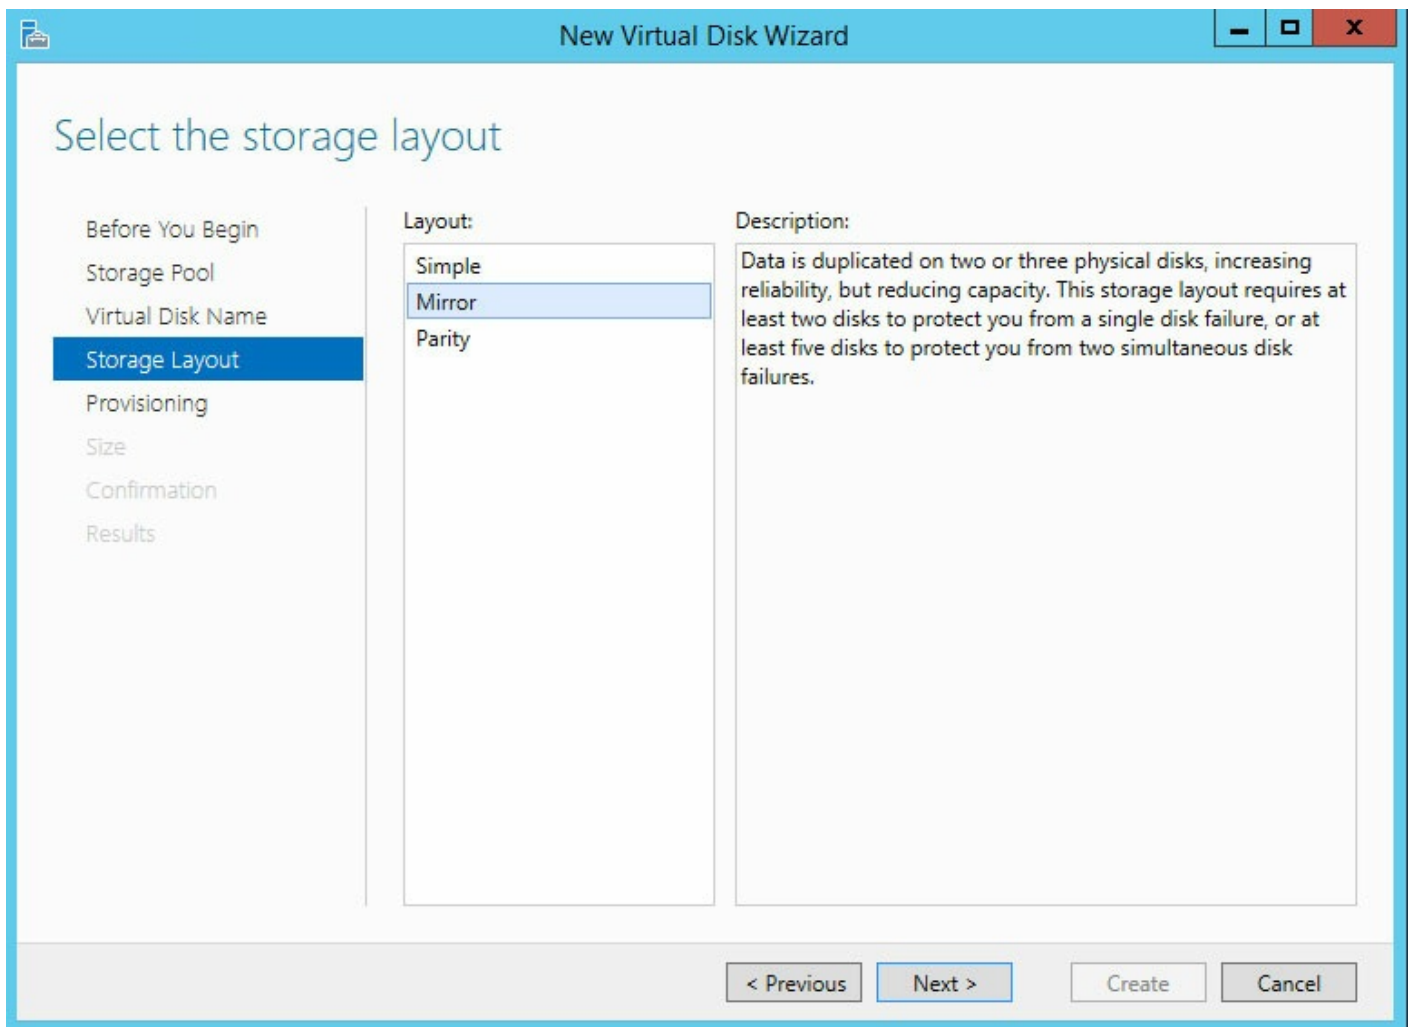 New Virtual Disk Wizard
Select the storage layout
Before You Begin
Storage Pool
Virtual Disk Name
Storage Layout
Provisioning
Size
Confirmation
Results
Layout:
Simple
Mirror
Parity
Description:
Data is duplicated on two or three physical disks, increasing
reliability, but reducing capacity. This storage layout requires at
least two disks to protect you from a single disk failure, or at
least five disks to protect you from two simultaneous disk
failures.
< Previous
Next >
Create
Cancel